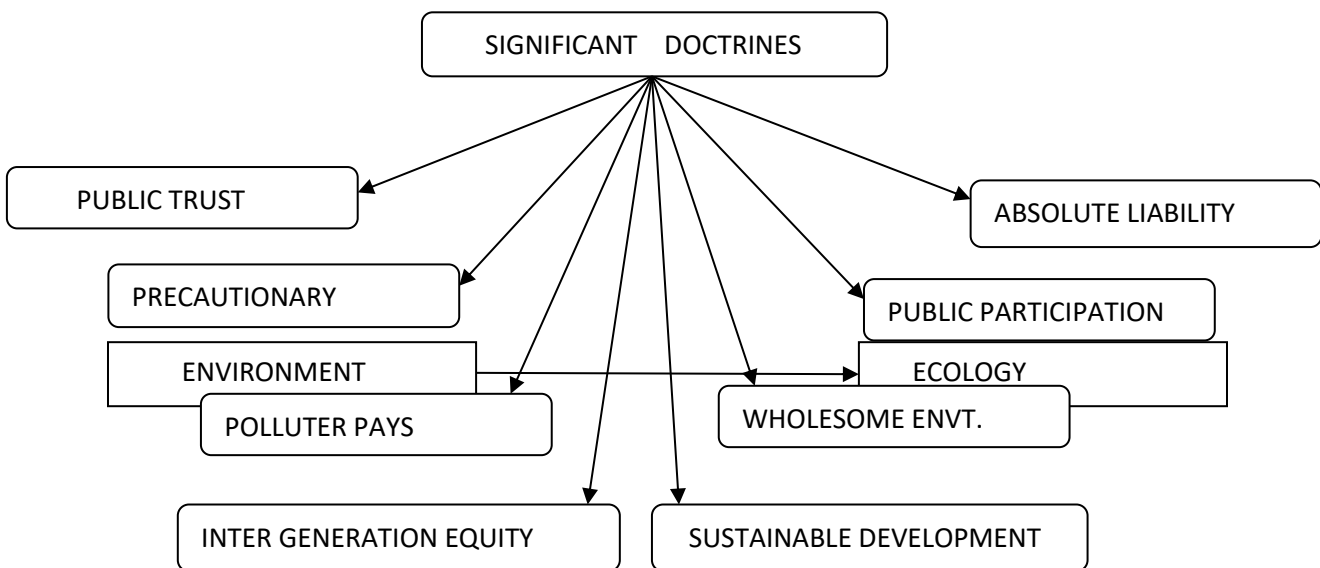 SIGNIFICANT DOCTRINES
PUBLIC TRUST
ABSOLUTE LIABILITY
PRECAUTIONARY
PUBLIC PARTICIPATION
ENVIRONMENT
ECOLOGY
POLLUTER PAYS
WHOLESOME ENVT.
INTER GENERATION EQUITY
SUSTAINABLE DEVELOPMENT